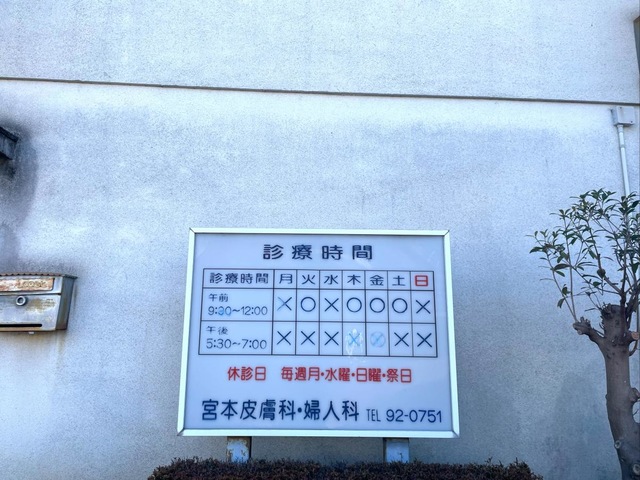 診療時間
診療時間 月 火 水 木 金 土 日
午前 9:30~12:00 × ○ × ○ ○ ○ ×
午後 5:30~7:00 × × × × × ×
休診日 毎週月・水曜・日曜・祭日
宮本皮膚科・婦人科 TEL 92-0751